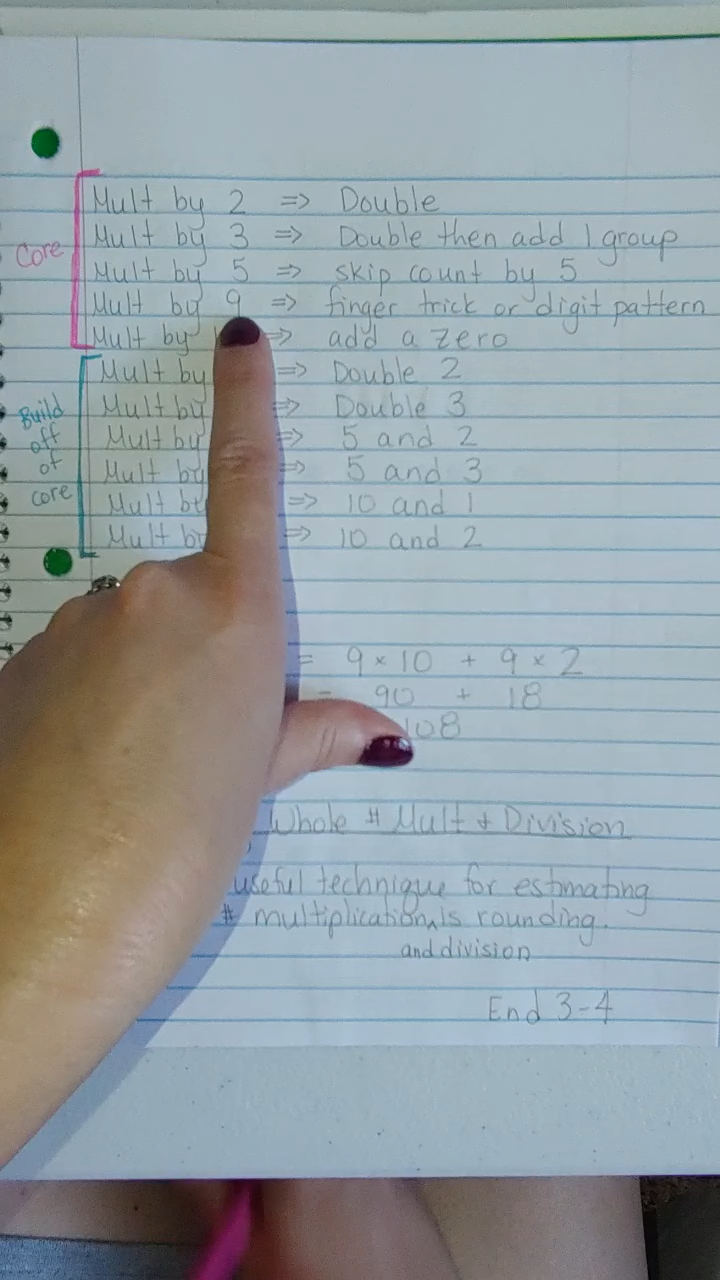 Core
Mult by 2 => Double
Mult by 3 => Double then add 1 group
Mult by 5 => skip count by 5
Mult by 9 => finger trick or digit pattern
Mult by => add a zero
Build off of core
Mult by => Double 2
Mult by => Double 3
Mult by => 5 and 2
Mult by => 5 and 3
Mult by => 10 and 1
Mult by => 10 and 2
= 9 × 10 + 9 × 2
= 90 + 18
108
Whole # Mult + Division
useful technique for estimating
# multiplication^ is rounding.
and division
End 3-4